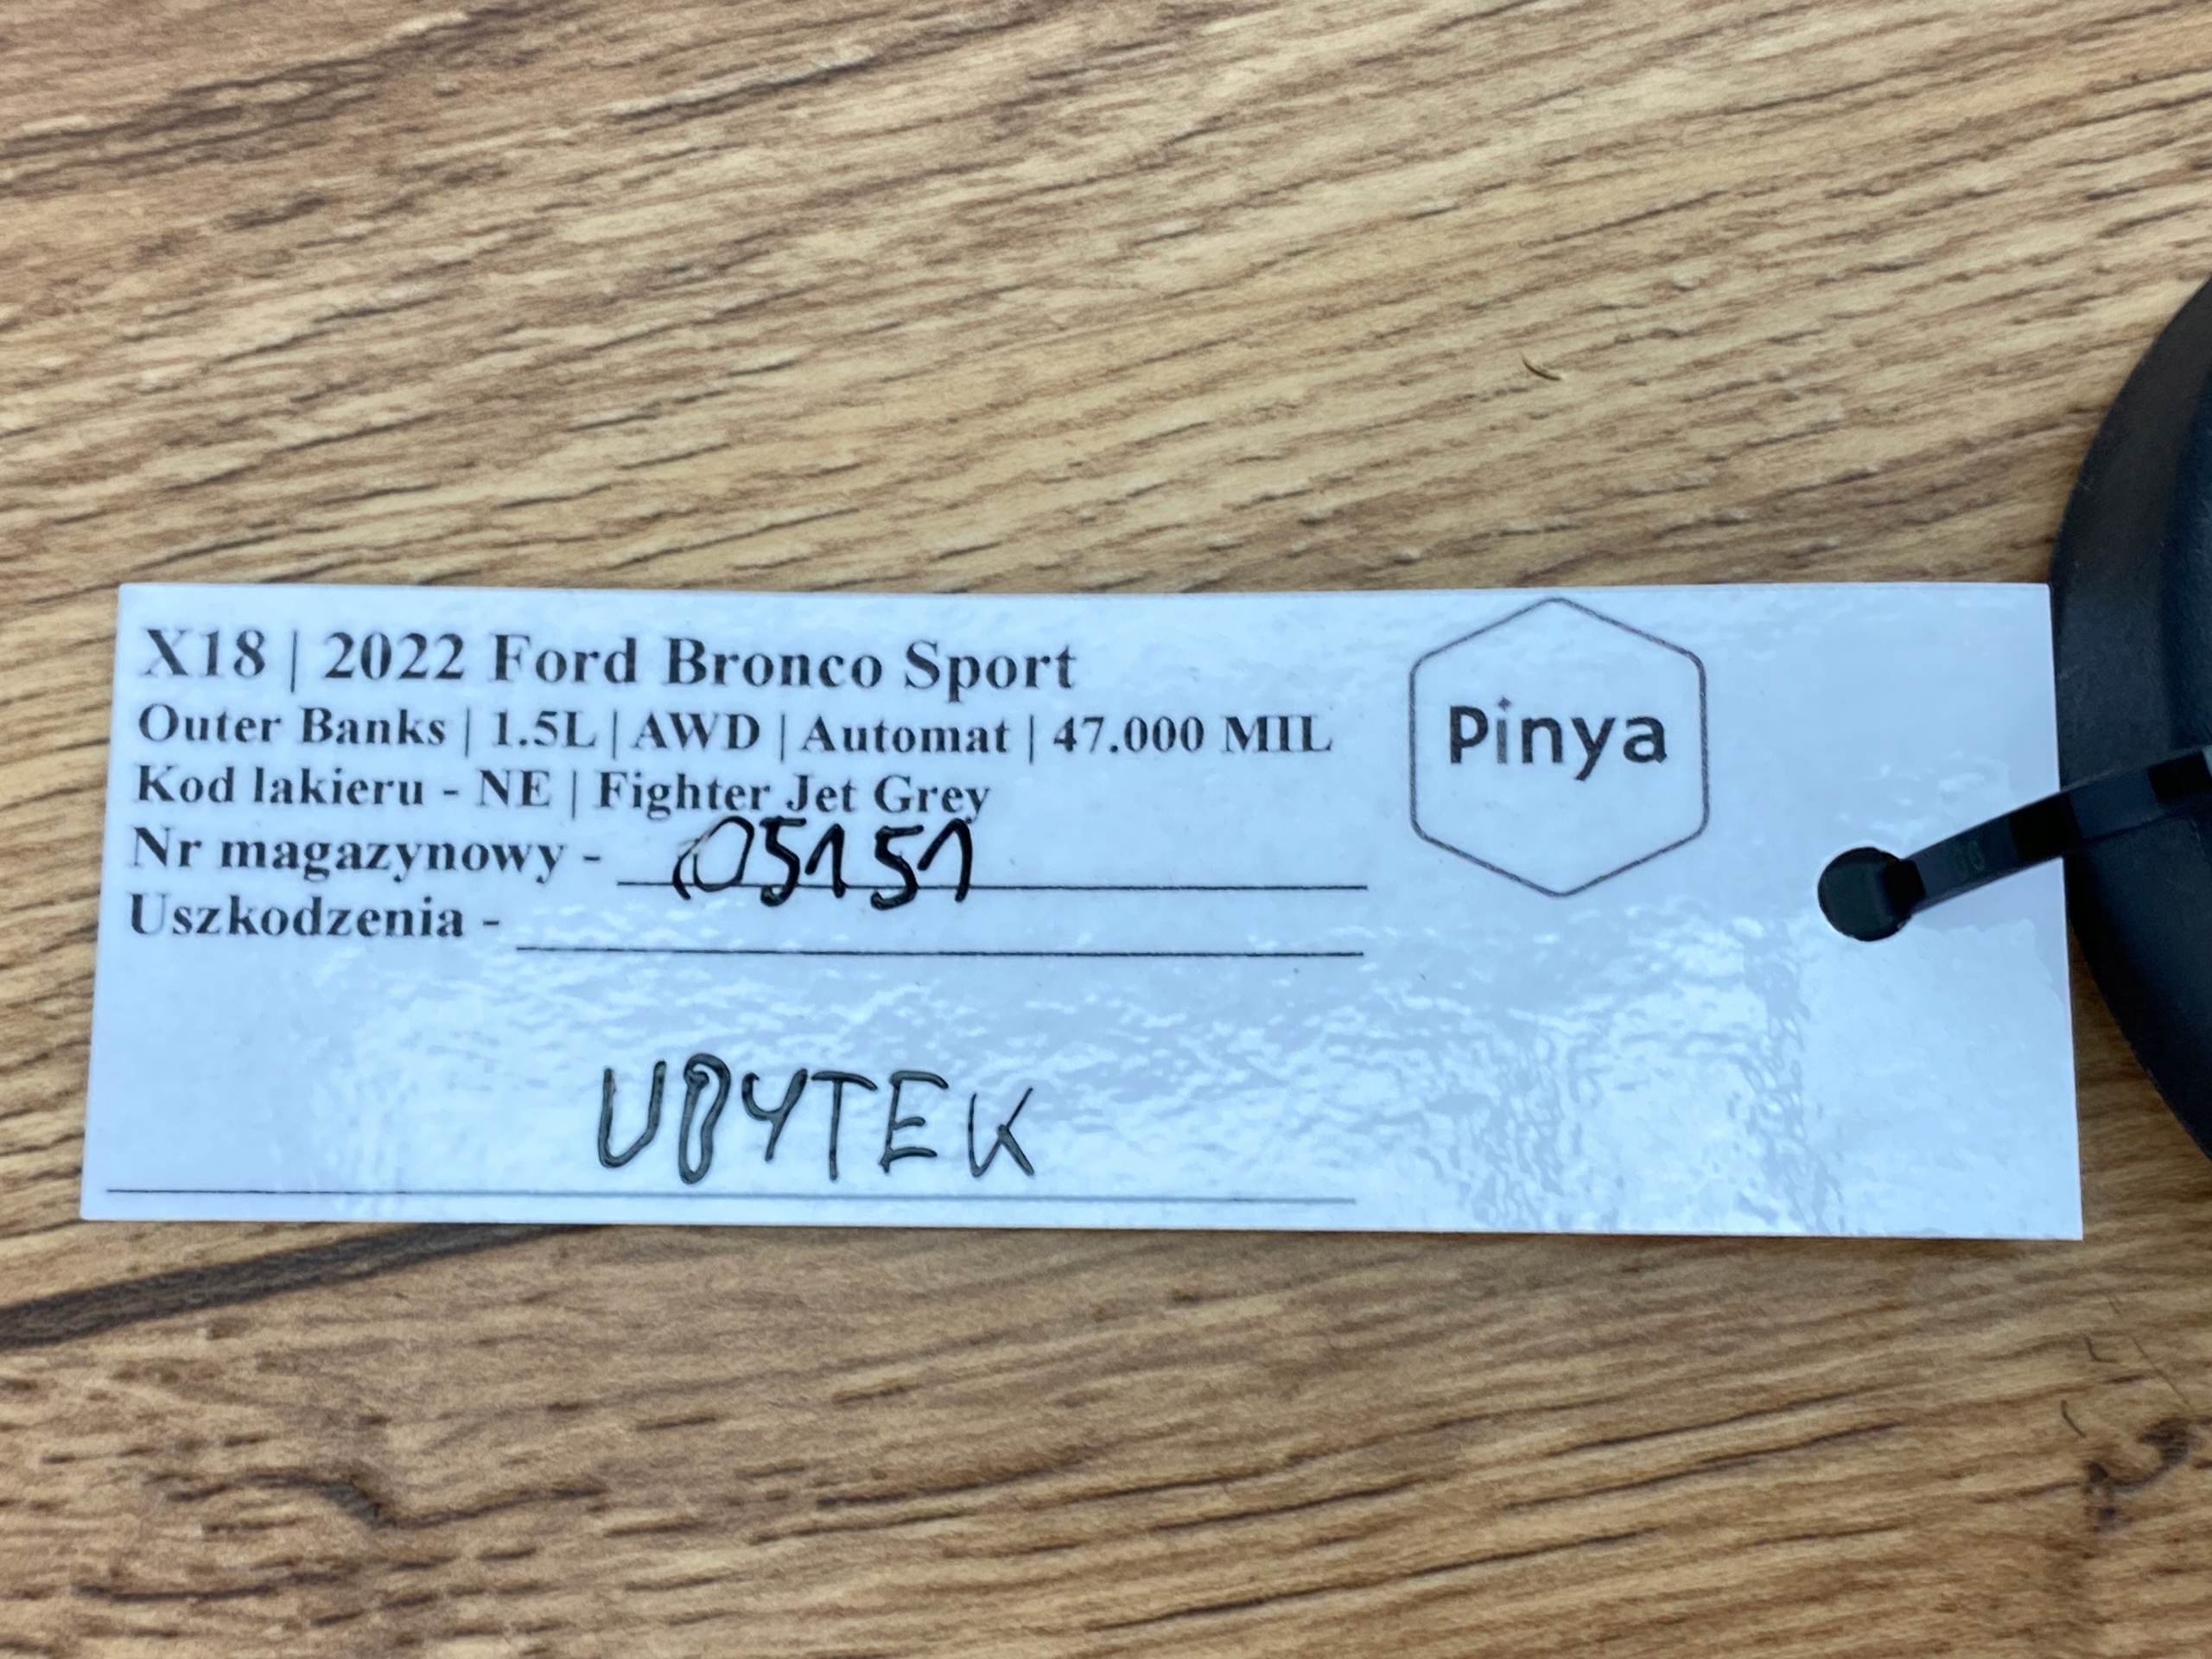 X18 | 2022 Ford Bronco Sport
Outer Banks | 1.5L | AWD | Automat | 47.000 MIL
Kod lakieru - NE | Fighter Jet Grey
Nr magazynowy - 05151
Uszkodzenia -
UBYTEK
Pinya